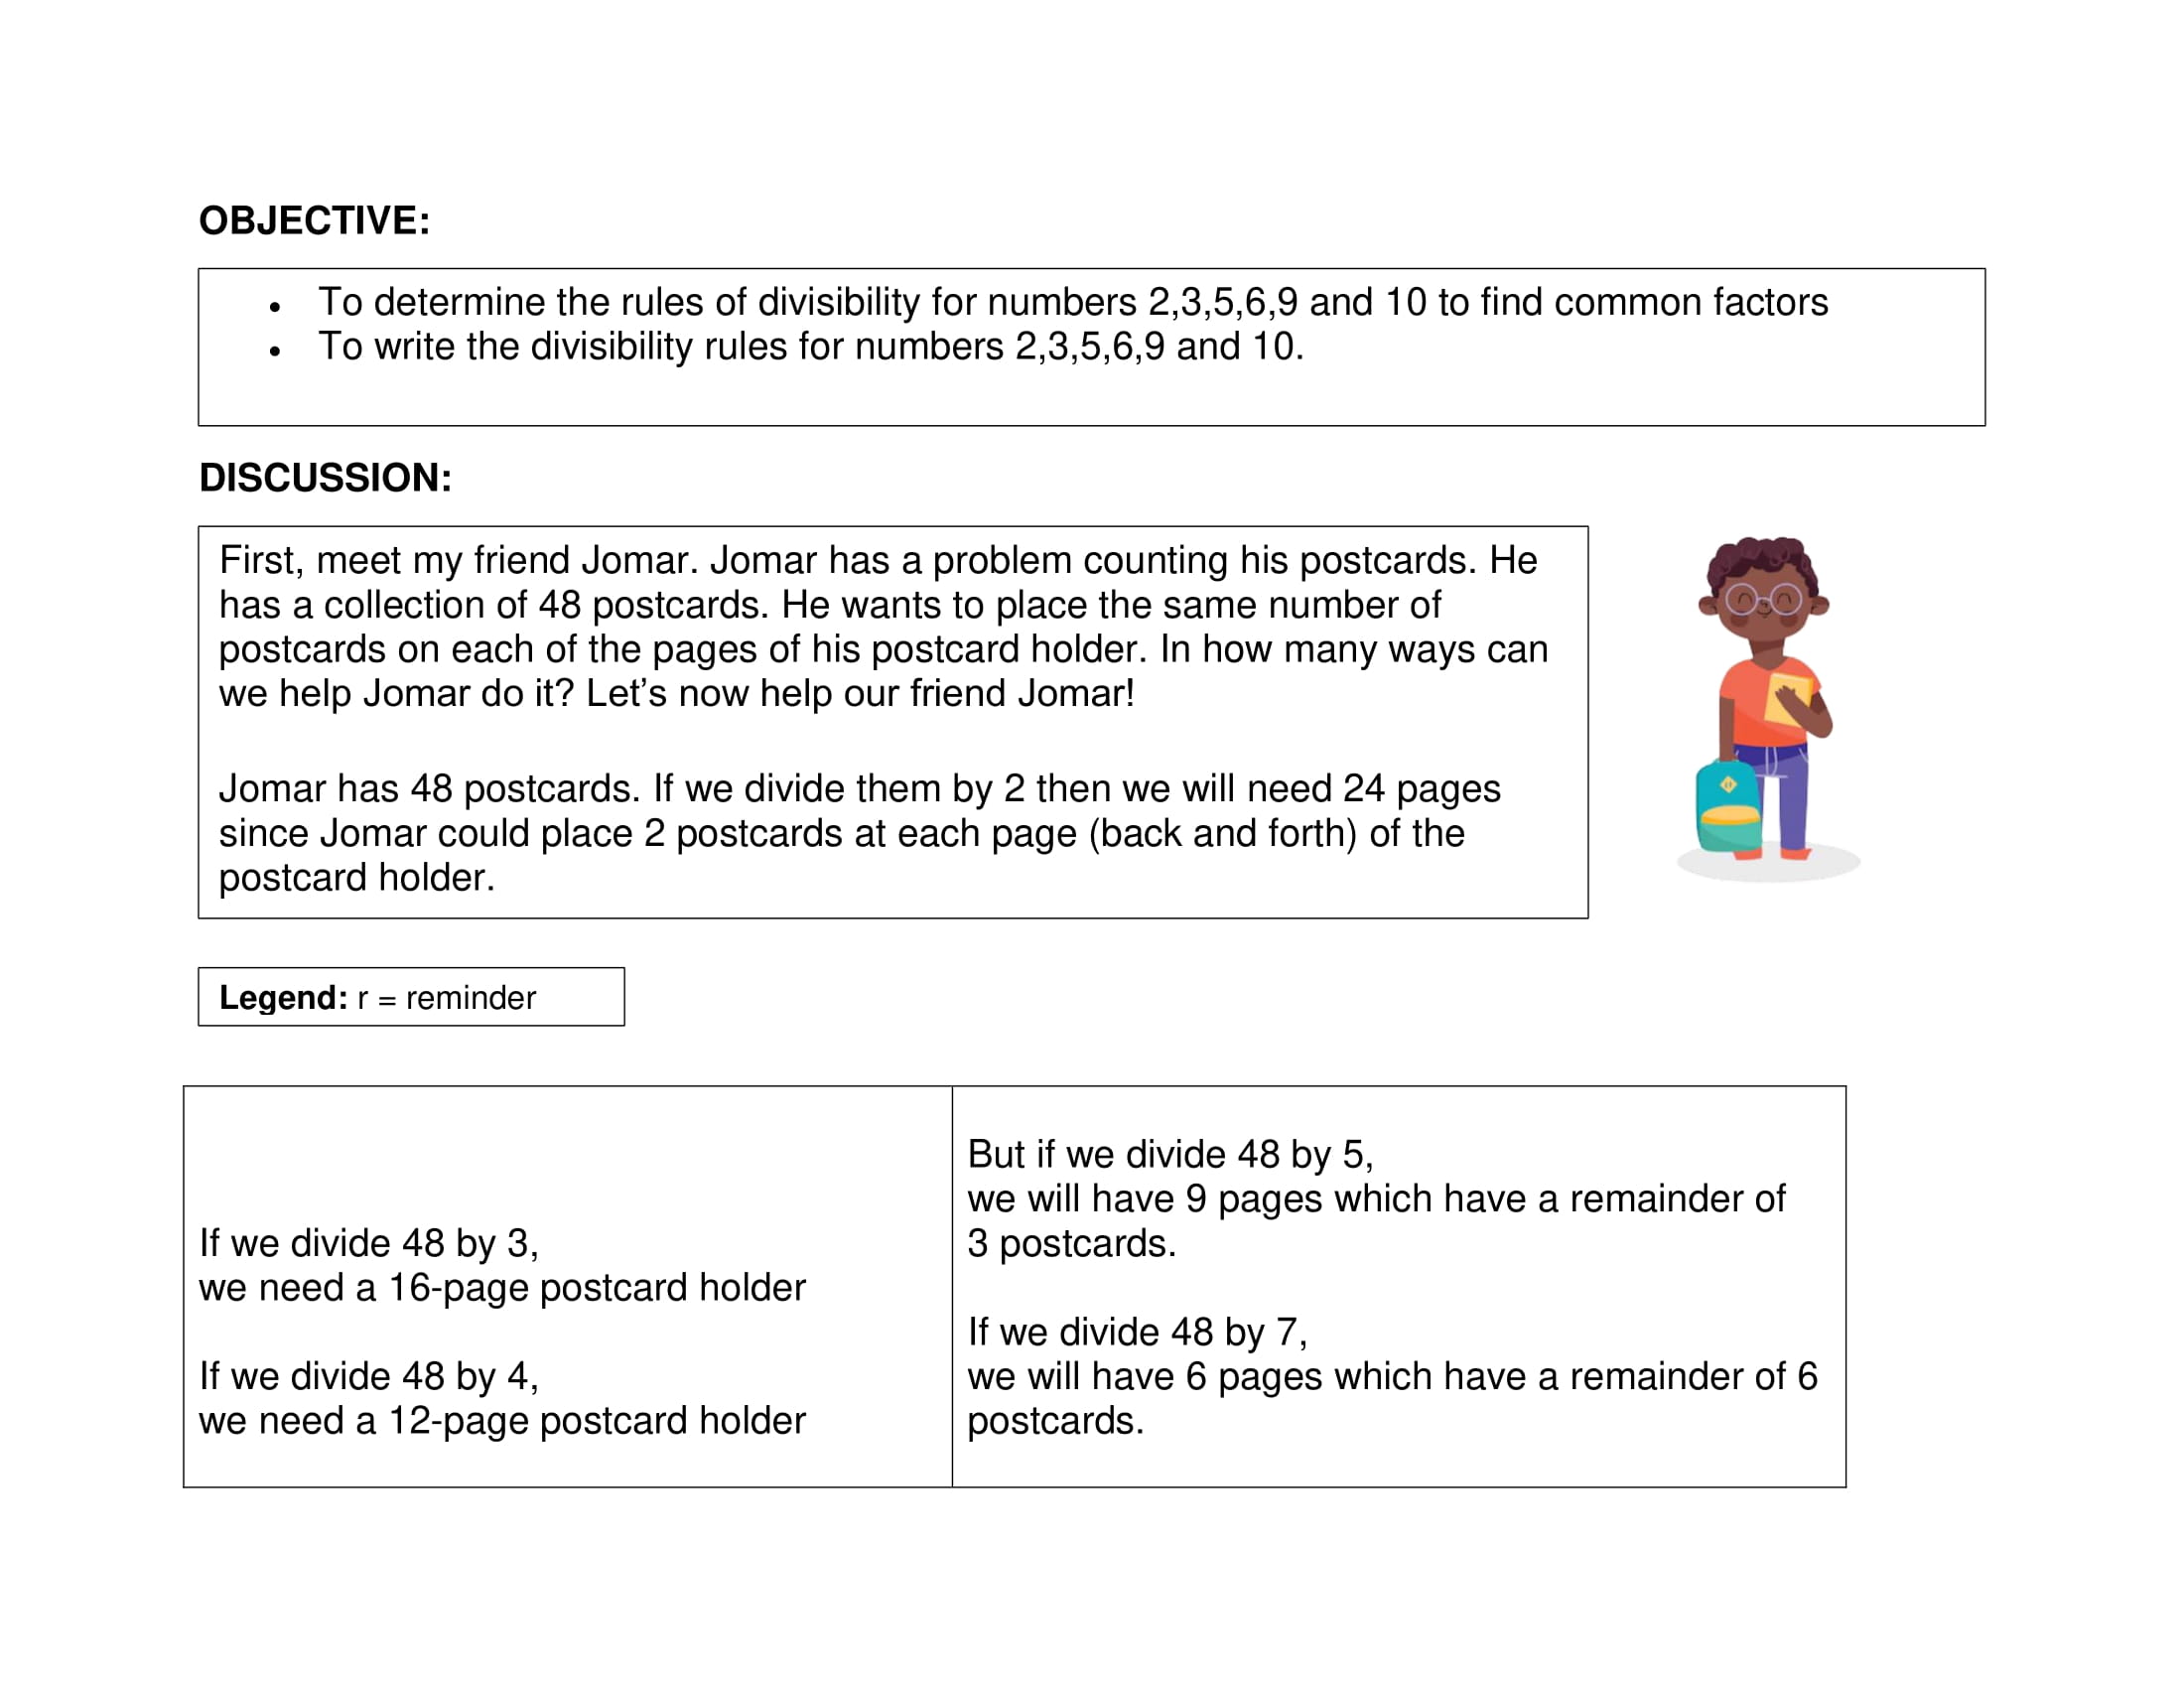 OBJECTIVE:
• To determine the rules of divisibility for numbers 2,3,5,6,9 and 10 to find common factors
• To write the divisibility rules for numbers 2,3,5,6,9 and 10.
DISCUSSION:
First, meet my friend Jomar. Jomar has a problem counting his postcards. He
has a collection of 48 postcards. He wants to place the same number of
postcards on each of the pages of his postcard holder. In how many ways can
we help Jomar do it? Let’s now help our friend Jomar!
Jomar has 48 postcards. If we divide them by 2 then we will need 24 pages
since Jomar could place 2 postcards at each page (back and forth) of the
postcard holder.
Legend: r = reminder
If we divide 48 by 3,
we need a 16-page postcard holder
If we divide 48 by 4,
we need a 12-page postcard holder
But if we divide 48 by 5,
we will have 9 pages which have a remainder of
3 postcards.
If we divide 48 by 7,
we will have 6 pages which have a remainder of 6
postcards.